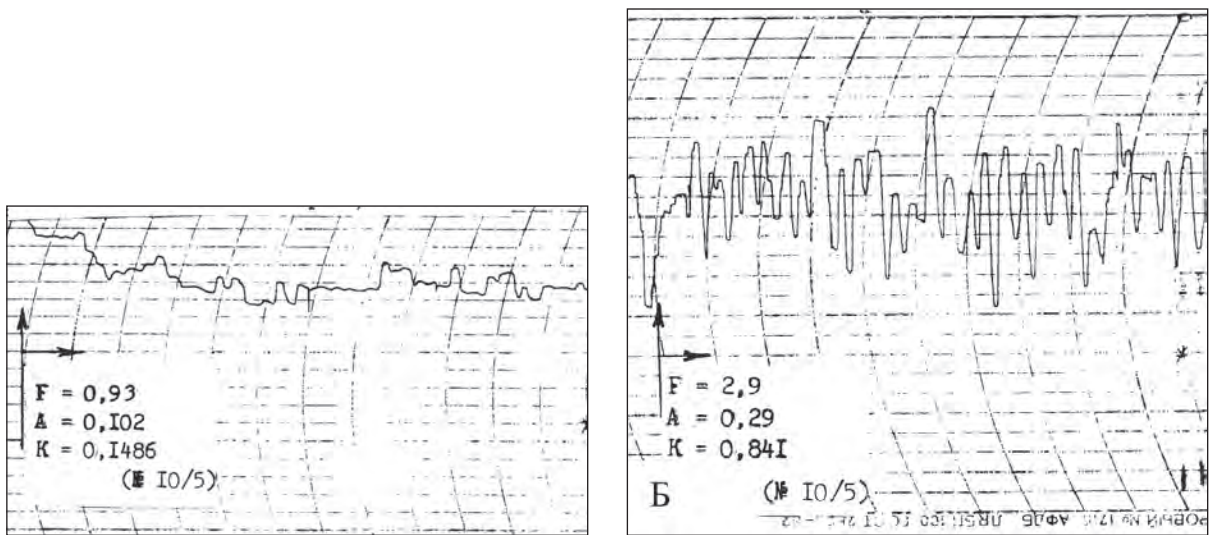 F = 0,93
A = 0,I02
K = 0,I486
(№ I0/5)
F = 2,9
A = 0,29
K = 0,84I
Б (№ I0/5)